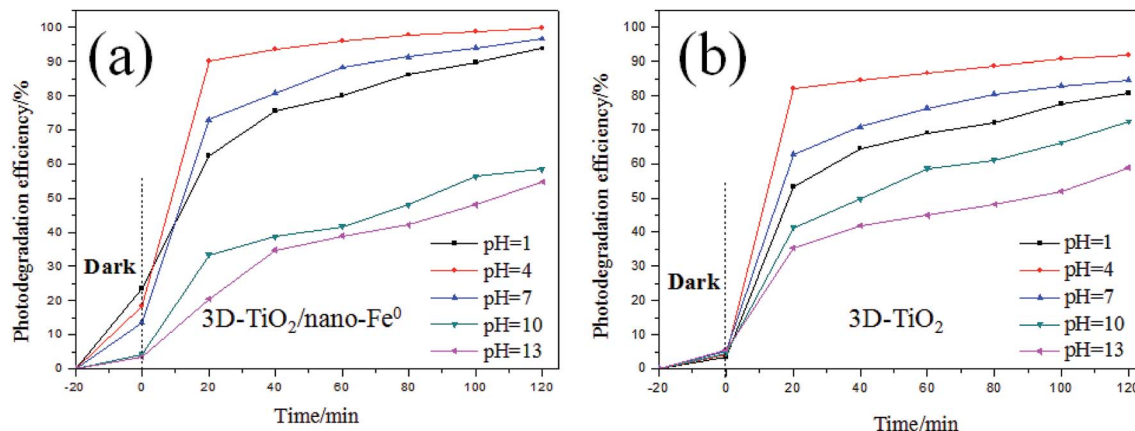 (a)
Photodegradation efficiency/%
100
90
80
70
60
50
40
30
20
10
0
Dark
3D-TiO₂/nano-Fe⁰
pH=1
pH=4
pH=7
pH=10
pH=13
-20 0 20 40 60 80 100 120
Time/min
(b)
Photodegradation efficiency/%
100
90
80
70
60
50
40
30
20
10
0
Dark
3D-TiO₂
pH=1
pH=4
pH=7
pH=10
pH=13
-20 0 20 40 60 80 100 120
Time/min